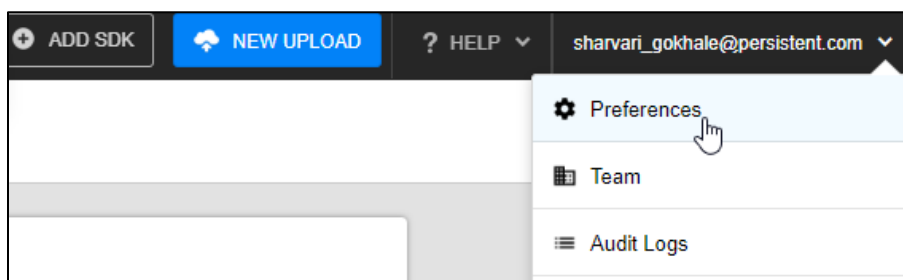 ADD SDK NEW UPLOAD ? HELP sharvari_gokhale@persistent.com
Preferences
Team
Audit Logs